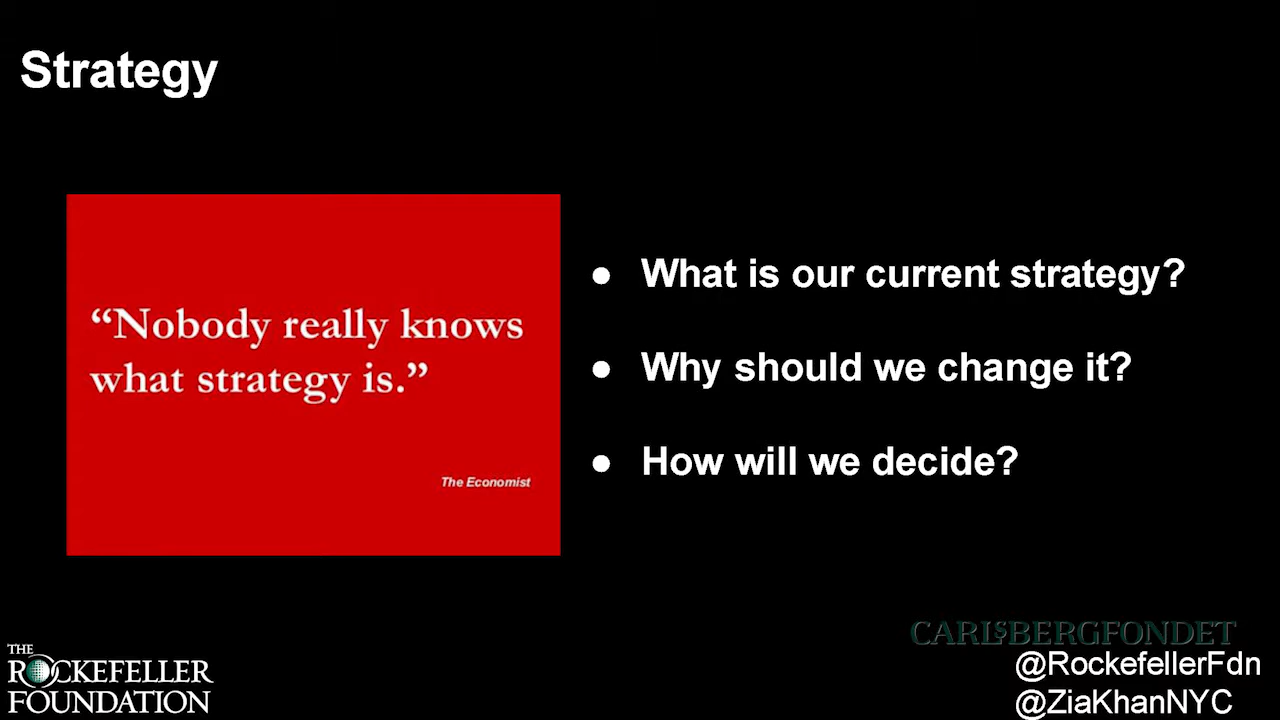 Strategy
“Nobody really knows
what strategy is.”
The Economist
● What is our current strategy?
● Why should we change it?
● How will we decide?
THE
ROCKEFELLER
FOUNDATION
CARLSBERGFONDET
@RockefellerFdn
@ZiaKhanNYC